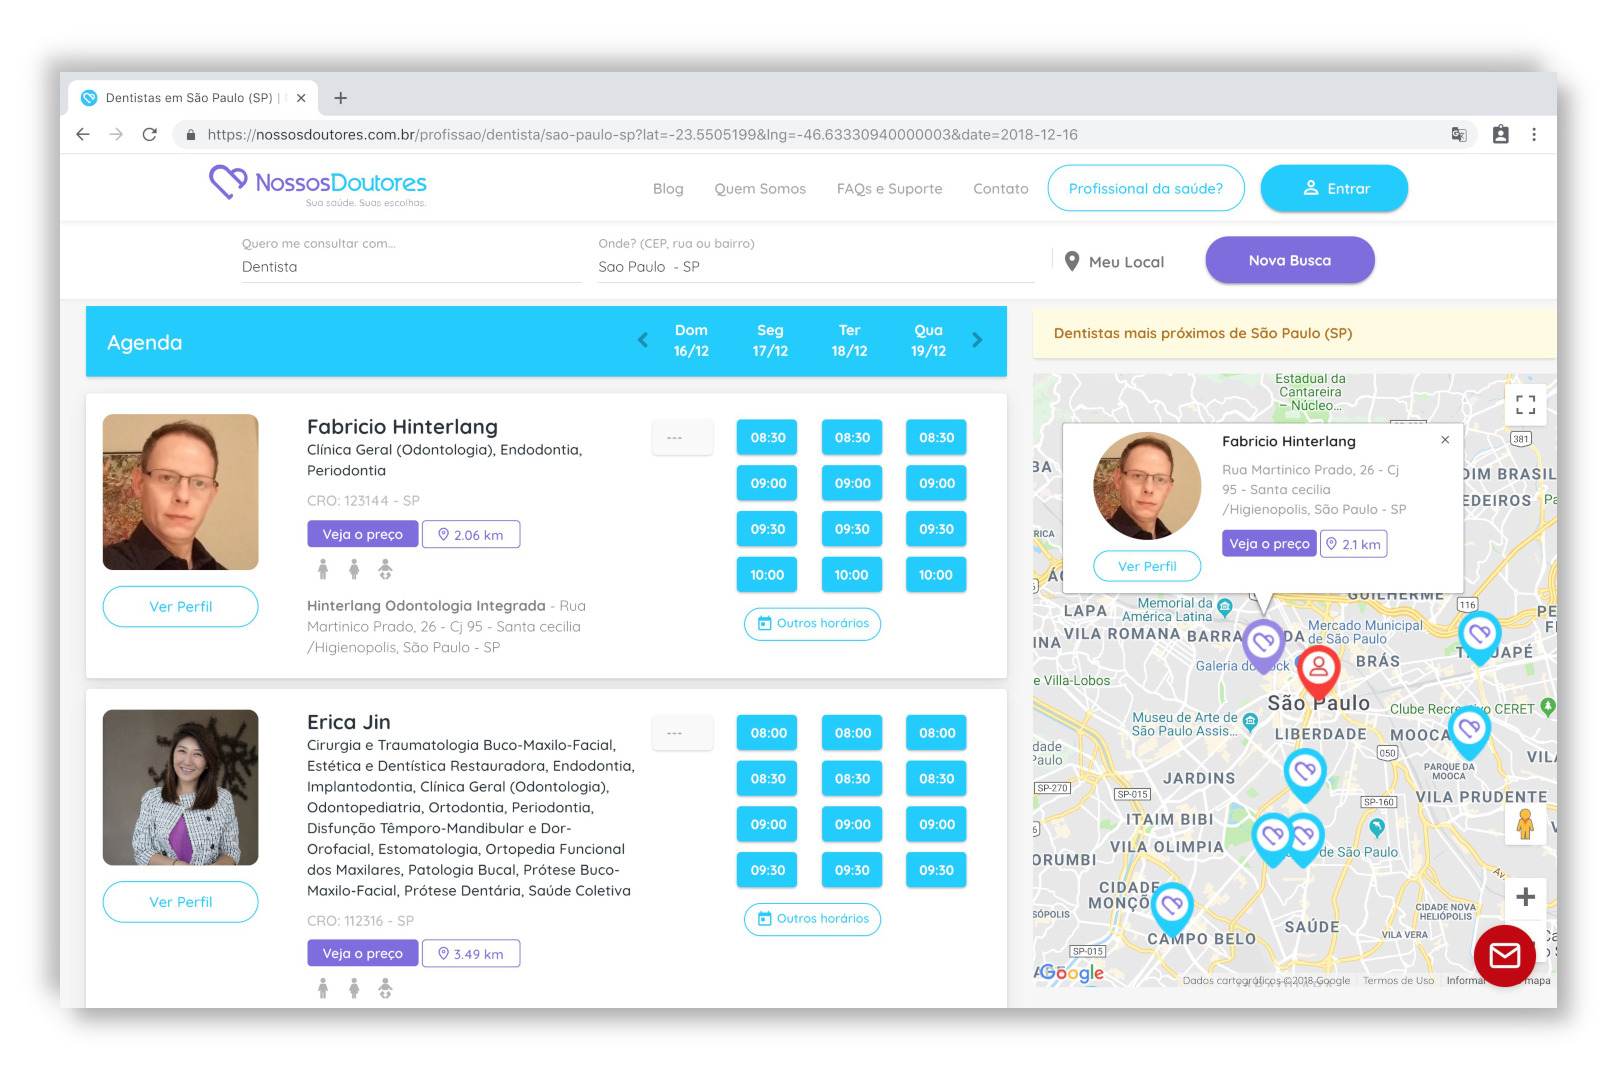 Dentistas em São Paulo (SP) |
https://nossosdoutores.com.br/profissao/dentista/sao-paulo-sp?lat=-23.5505199&lng=-46.63330940000003&date=2018-12-16
NossosDoutores
Sua saúde. Suas escolhas.
Blog
Quem Somos
FAQs e Suporte
Contato
Profissional da saúde?
Entrar
Quero me consultar com...
Dentista
Onde? (CEP, rua ou bairro)
Sao Paulo - SP
Meu Local
Nova Busca
Agenda
Dom Seg Ter Qua
16/12 17/12 18/12 19/12
Fabricio Hinterlang
Clínica Geral (Odontologia), Endodontia,
Periodontia
CRO: 123144 - SP
Veja o preço
2.06 km
Ver Perfil
Hinterlang Odontologia Integrada - Rua
Martinico Prado, 26 - Cj 95 - Santa cecilia
/Higienopolis, São Paulo - SP
---
08:30 08:30 08:30
09:00 09:00 09:00
09:30 09:30 09:30
10:00 10:00 10:00
Outros horários
Erica Jin
Cirurgia e Traumatologia Buco-Maxilo-Facial,
Estética e Dentística Restauradora, Endodontia,
Implantodontia, Clínica Geral (Odontologia),
Odontopediatria, Ortodontia, Periodontia,
Disfunção Têmporo-Mandibular e Dor-
Orofacial, Estomatologia, Ortopedia Funcional
dos Maxilares, Patologia Bucal, Prótese Buco-
Maxilo-Facial, Prótese Dentária, Saúde Coletiva
CRO: 112316 - SP
Veja o preço
3.49 km
Ver Perfil
---
08:00 08:00 08:00
08:30 08:30 08:30
09:00 09:00 09:00
09:30 09:30 09:30
Outros horários
Dentistas mais próximos de São Paulo (SP)
Estadual da
Cantareira
– Núcleo...
381
Fabricio Hinterlang
Rua Martinico Prado, 26 - Cj
95 - Santa cecilia
/Higienopolis, São Paulo - SP
Veja o preço
2.1 km
Ver Perfil
GUILHERME
116
LAPA
Memorial da
América Latina
VILA ROMANA
BARRA
Mercado Municipal
de São Paulo
BRÁS
São Paulo
Museu de Arte de
São Paulo Assis...
LIBERDADE
MOOCA
050
PARQUE DA
MOOCA
JARDINS
SP-270
SP-015
SP-160
VILA PRUDENTE
ITAIM BIBI
VILA OLIMPIA
de São Paulo
CIDADE
SAÚDE
CIDADE NOVA
HELIÓPOLIS
VILA VERA
CAMPO BELO
SP-015
Google
Dados cartográficos ©2018 Google
Termos de Uso
mapa